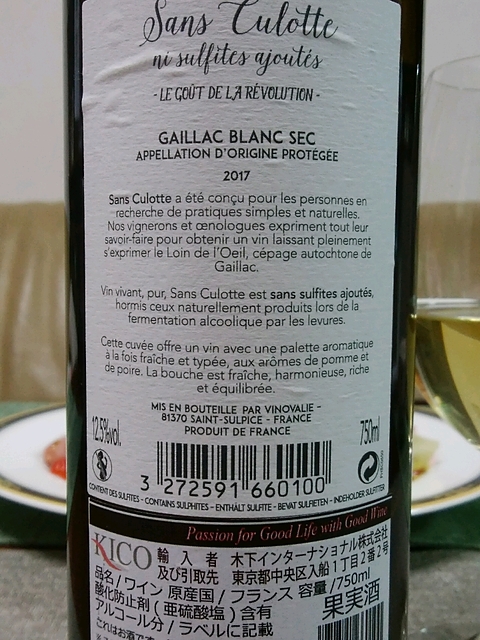 Sans Culotte
ni sulfites ajoutés
- LE GOÛT DE LA RÉVOLUTION -
GAILLAC BLANC SEC
APPELLATION D'ORIGINE PROTÉGÉE
2017
Sans Culotte a été conçu pour les personnes en
recherche de pratiques simples et naturelles.
Nos vignerons et œnologues expriment tout leur
savoir-faire pour obtenir un vin laissant pleinement
s'exprimer le Loin de l'Oeil, cépage autochtone de
Gaillac.
Vin vivant, pur, Sans Culotte est sans sulfites ajoutés,
hormis ceux naturellement produits lors de la
fermentation alcoolique par les levures.
Cette cuvée offre un vin avec une palette aromatique
à la fois fraîche et typée, aux arômes de pomme et
de poire. La bouche est fraîche, harmonieuse, riche
et équilibrée.
MIS EN BOUTEILLE PAR VINOVALIE -
81370 SAINT-SULPICE - FRANCE
PRODUIT DE FRANCE
12.5%vol.
750ml
3 272591 660100
CONTIENT DES SULFITES - CONTAINS SULPHITES - ENTHÄLT SULFITE - BEVAT SULFIETEN - INDEHOLDER SULFITTER
Passion for Good Life with Good Wine
KICO
輸入者 木下インターナショナル株式会社
及び引取先 東京都中央区入船1丁目2番2号
品名/ワイン 原産国/フランス 容量/750ml
酸化防止剤(亜硫酸塩)含有
果実酒
アルコール分/ラベルに記載